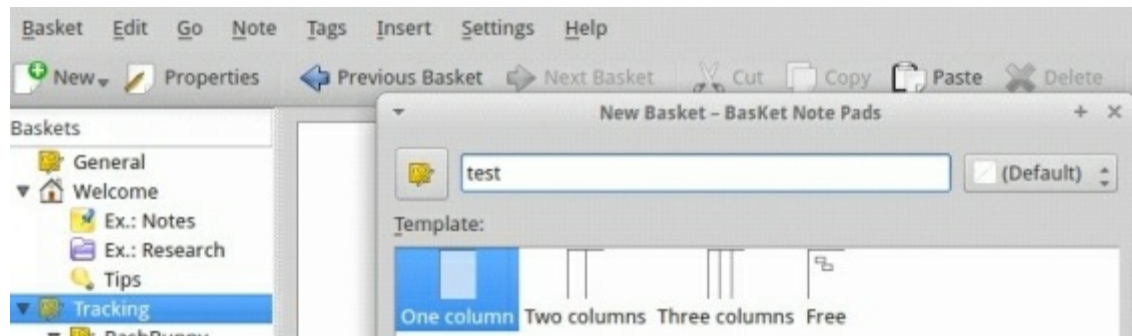 Basket Edit Go Note Tags Insert Settings Help
New Properties Previous Basket Next Basket Cut Copy Paste Delete
New Basket – BasKet Note Pads
Baskets
General
test
(Default)
Welcome
Ex.: Notes
Template:
Ex.: Research
Tips
Tracking
One column Two columns Three columns Free